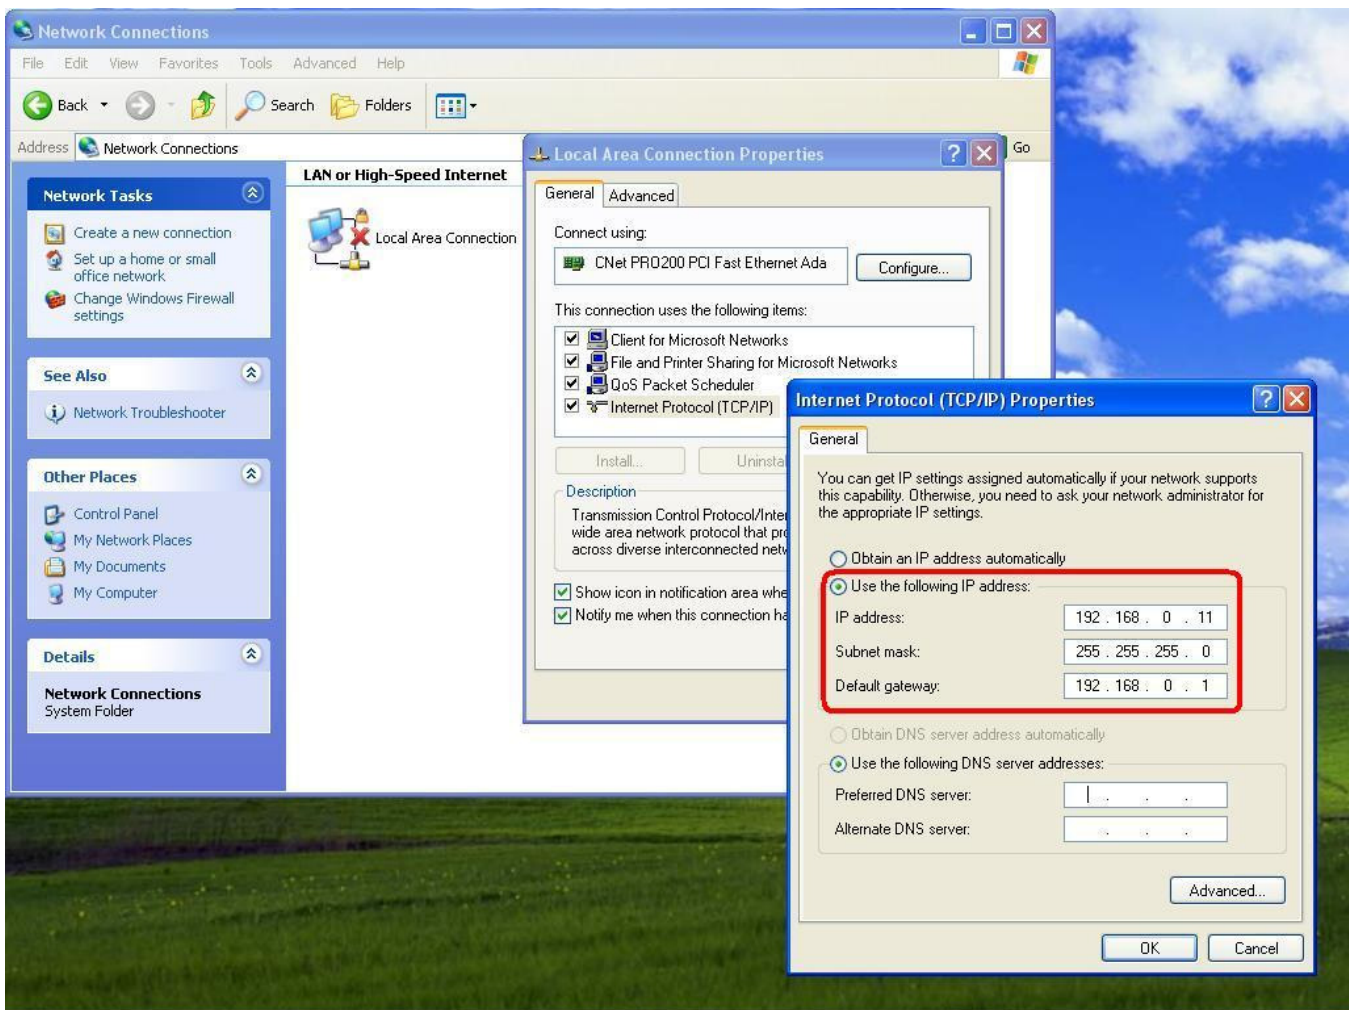 Network Connections
File Edit View Favorites Tools Advanced Help
Back Search Folders
Address Network Connections Go
Network Tasks
Create a new connection
Set up a home or small
office network
Change Windows Firewall
settings
See Also
Network Troubleshooter
Other Places
Control Panel
My Network Places
My Documents
My Computer
Details
Network Connections
System Folder
LAN or High-Speed Internet
Local Area Connection
Local Area Connection Properties
General Advanced
Connect using:
CNet PRO200 PCI Fast Ethernet Ada
Configure...
This connection uses the following items:
Client for Microsoft Networks
File and Printer Sharing for Microsoft Networks
QoS Packet Scheduler
Internet Protocol (TCP/IP)
Install... Uninstal
Description
Transmission Control Protocol/Inter
wide area network protocol that pro
across diverse interconnected netw
Show icon in notification area whe
Notify me when this connection ha
Internet Protocol (TCP/IP) Properties
General
You can get IP settings assigned automatically if your network supports
this capability. Otherwise, you need to ask your network administrator for
the appropriate IP settings.
Obtain an IP address automatically
Use the following IP address:
IP address: 192 . 168 . 0 . 11
Subnet mask: 255 . 255 . 255 . 0
Default gateway: 192 . 168 . 0 . 1
Obtain DNS server address automatically
Use the following DNS server addresses:
Preferred DNS server: . . .
Alternate DNS server: . . .
Advanced...
OK Cancel